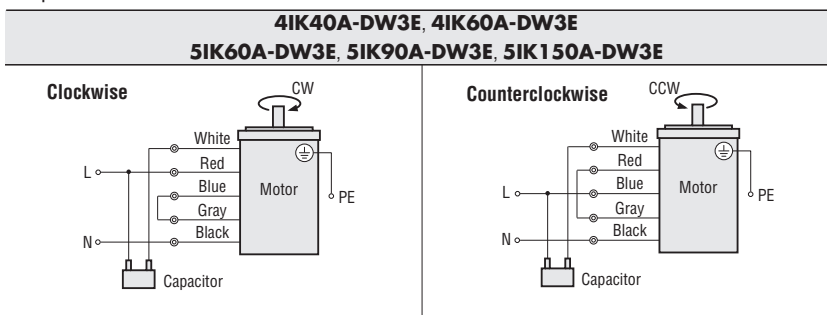 4IK40A-DW3E, 4IK60A-DW3E
5IK60A-DW3E, 5IK90A-DW3E, 5IK150A-DW3E
Clockwise
CW
White
Red
L
Blue
Motor
PE
Gray
Black
N
Capacitor
Counterclockwise
CCW
White
Red
L
Blue
Motor
PE
Gray
Black
N
Capacitor